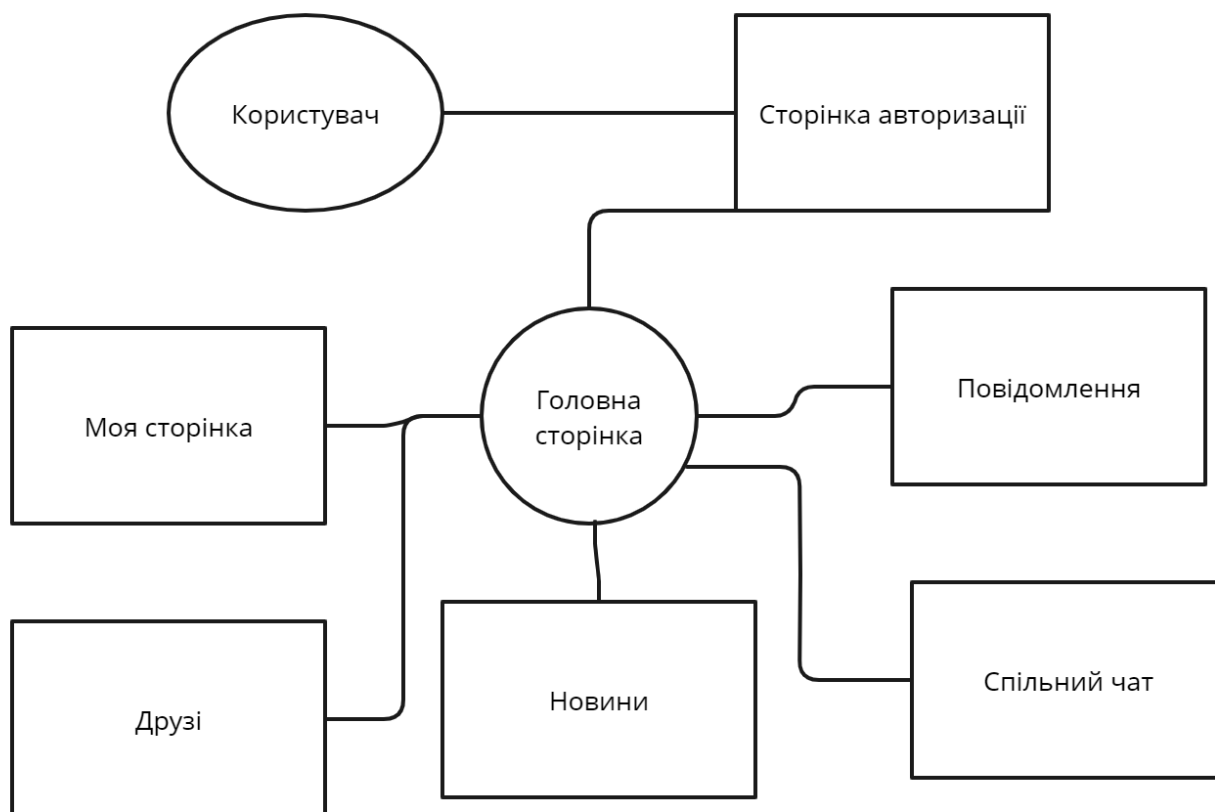 Користувач
Сторінка авторизації
Головна
сторінка
Повідомлення
Моя сторінка
Спільний чат
Новини
Друзі